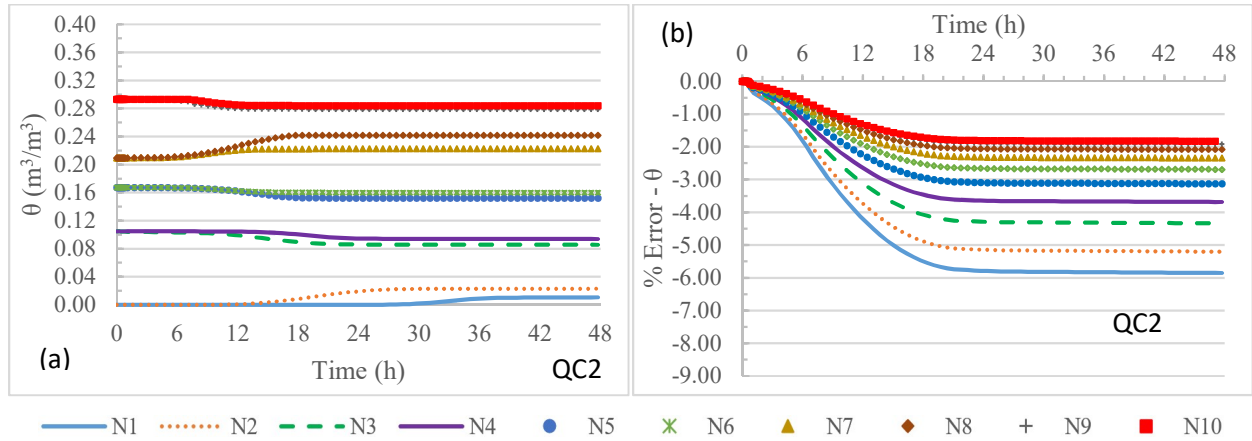 θ (m³/m³)
0.40
0.36
0.32
0.28
0.24
0.20
0.16
0.12
0.08
0.04
0.00
0 6 12 18 24 30 36 42 48
(a)
Time (h)
QC2
(b)
Time (h)
0 6 12 18 24 30 36 42 48
% Error - θ
0.00
-1.00
-2.00
-3.00
-4.00
-5.00
-6.00
-7.00
-8.00
-9.00
QC2
N1 N2 N3 N4 N5 N6 N7 N8 N9 N10